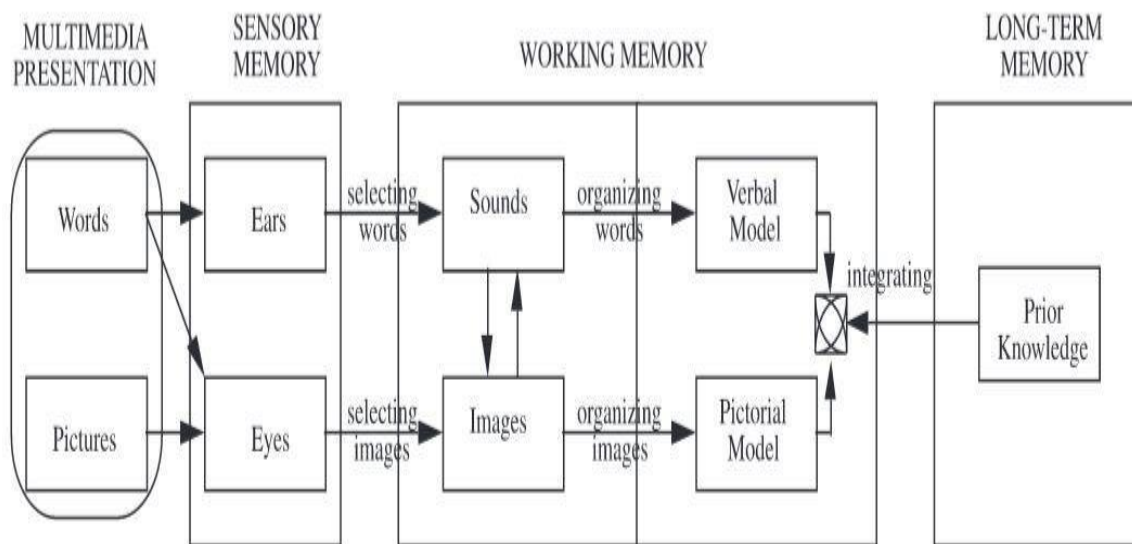 MULTIMEDIA
PRESENTATION
SENSORY
MEMORY
WORKING MEMORY
LONG-TERM
MEMORY
Words
Ears
selecting
words
Sounds
organizing
words
Verbal
Model
integrating
Prior
Knowledge
Pictures
Eyes
selecting
images
Images
organizing
images
Pictorial
Model